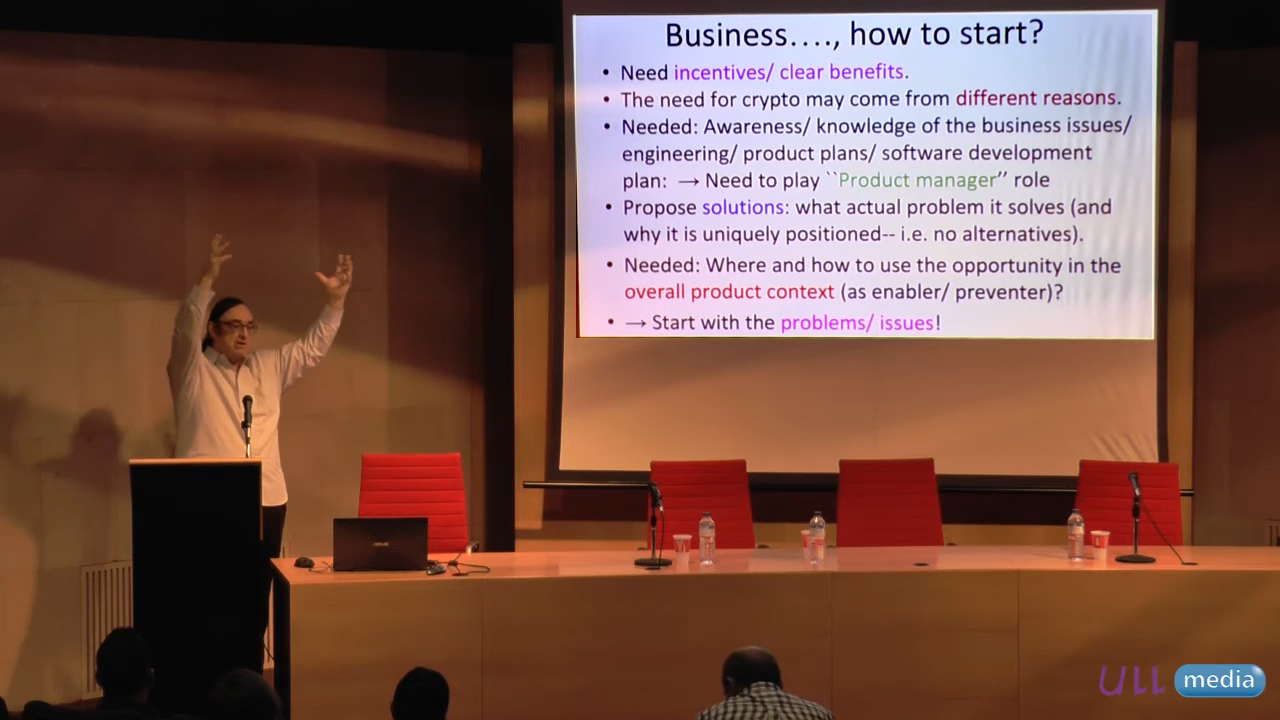 Business...., how to start?
• Need incentives/ clear benefits.
• The need for crypto may come from different reasons.
• Needed: Awareness/ knowledge of the business issues/
engineering/ product plans/ software development
plan: → Need to play ``Product manager'' role
• Propose solutions: what actual problem it solves (and
why it is uniquely positioned-- i.e. no alternatives).
• Needed: Where and how to use the opportunity in the
overall product context (as enabler/ preventer)?
• → Start with the problems/ issues!
ASUS
ULL media